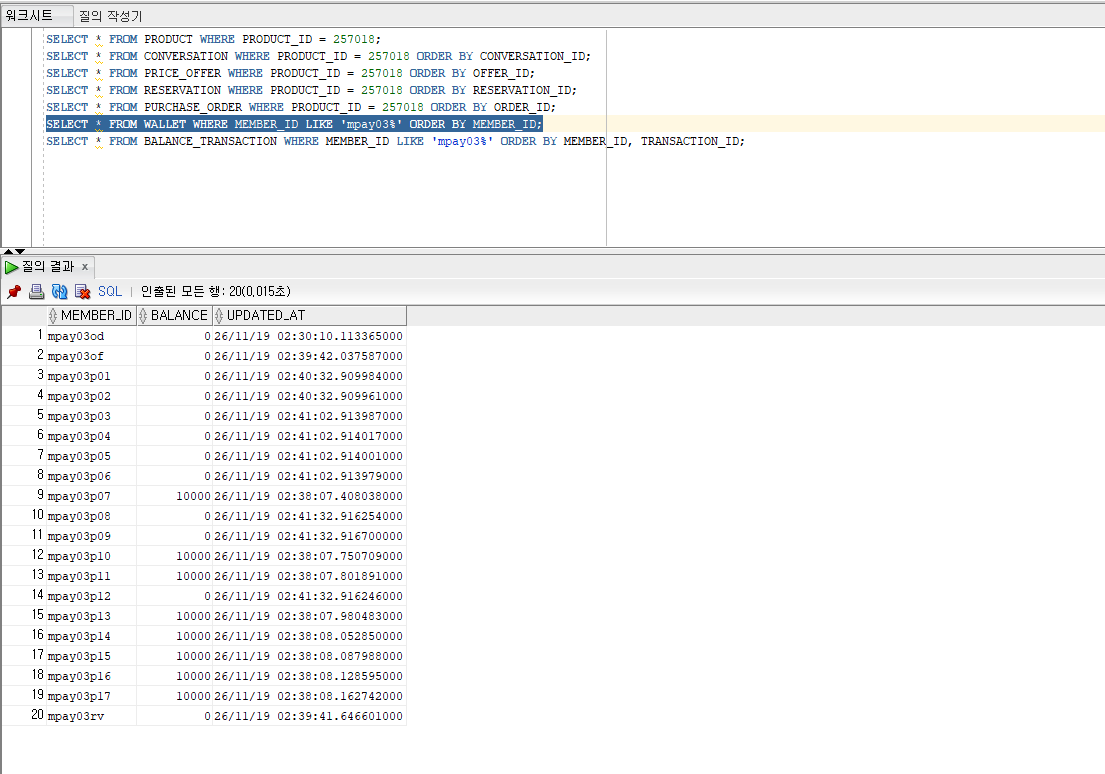 워크시트 질의 작성기
SELECT * FROM PRODUCT WHERE PRODUCT_ID = 257018;
SELECT * FROM CONVERSATION WHERE PRODUCT_ID = 257018 ORDER BY CONVERSATION_ID;
SELECT * FROM PRICE_OFFER WHERE PRODUCT_ID = 257018 ORDER BY OFFER_ID;
SELECT * FROM RESERVATION WHERE PRODUCT_ID = 257018 ORDER BY RESERVATION_ID;
SELECT * FROM PURCHASE_ORDER WHERE PRODUCT_ID = 257018 ORDER BY ORDER_ID;
SELECT * FROM WALLET WHERE MEMBER_ID LIKE 'mpay03%' ORDER BY MEMBER_ID;
SELECT * FROM BALANCE_TRANSACTION WHERE MEMBER_ID LIKE 'mpay03%' ORDER BY MEMBER_ID, TRANSACTION_ID;
질의 결과 x
SQL | 인출된 모든 행: 20(0,015초)
MEMBER_ID BALANCE UPDATED_AT
1 mpay03od 0 26/11/19 02:30:10.113365000
2 mpay03of 0 26/11/19 02:39:42.037587000
3 mpay03p01 0 26/11/19 02:40:32.909984000
4 mpay03p02 0 26/11/19 02:40:32.909961000
5 mpay03p03 0 26/11/19 02:41:02.913987000
6 mpay03p04 0 26/11/19 02:41:02.914017000
7 mpay03p05 0 26/11/19 02:41:02.914001000
8 mpay03p06 0 26/11/19 02:41:02.913979000
9 mpay03p07 10000 26/11/19 02:38:07.408038000
10 mpay03p08 0 26/11/19 02:41:32.916254000
11 mpay03p09 0 26/11/19 02:41:32.916700000
12 mpay03p10 10000 26/11/19 02:38:07.750709000
13 mpay03p11 10000 26/11/19 02:38:07.801891000
14 mpay03p12 0 26/11/19 02:41:32.916246000
15 mpay03p13 10000 26/11/19 02:38:07.980483000
16 mpay03p14 10000 26/11/19 02:38:08.052850000
17 mpay03p15 10000 26/11/19 02:38:08.087988000
18 mpay03p16 10000 26/11/19 02:38:08.128595000
19 mpay03p17 10000 26/11/19 02:38:08.162742000
20 mpay03rv 0 26/11/19 02:39:41.646601000